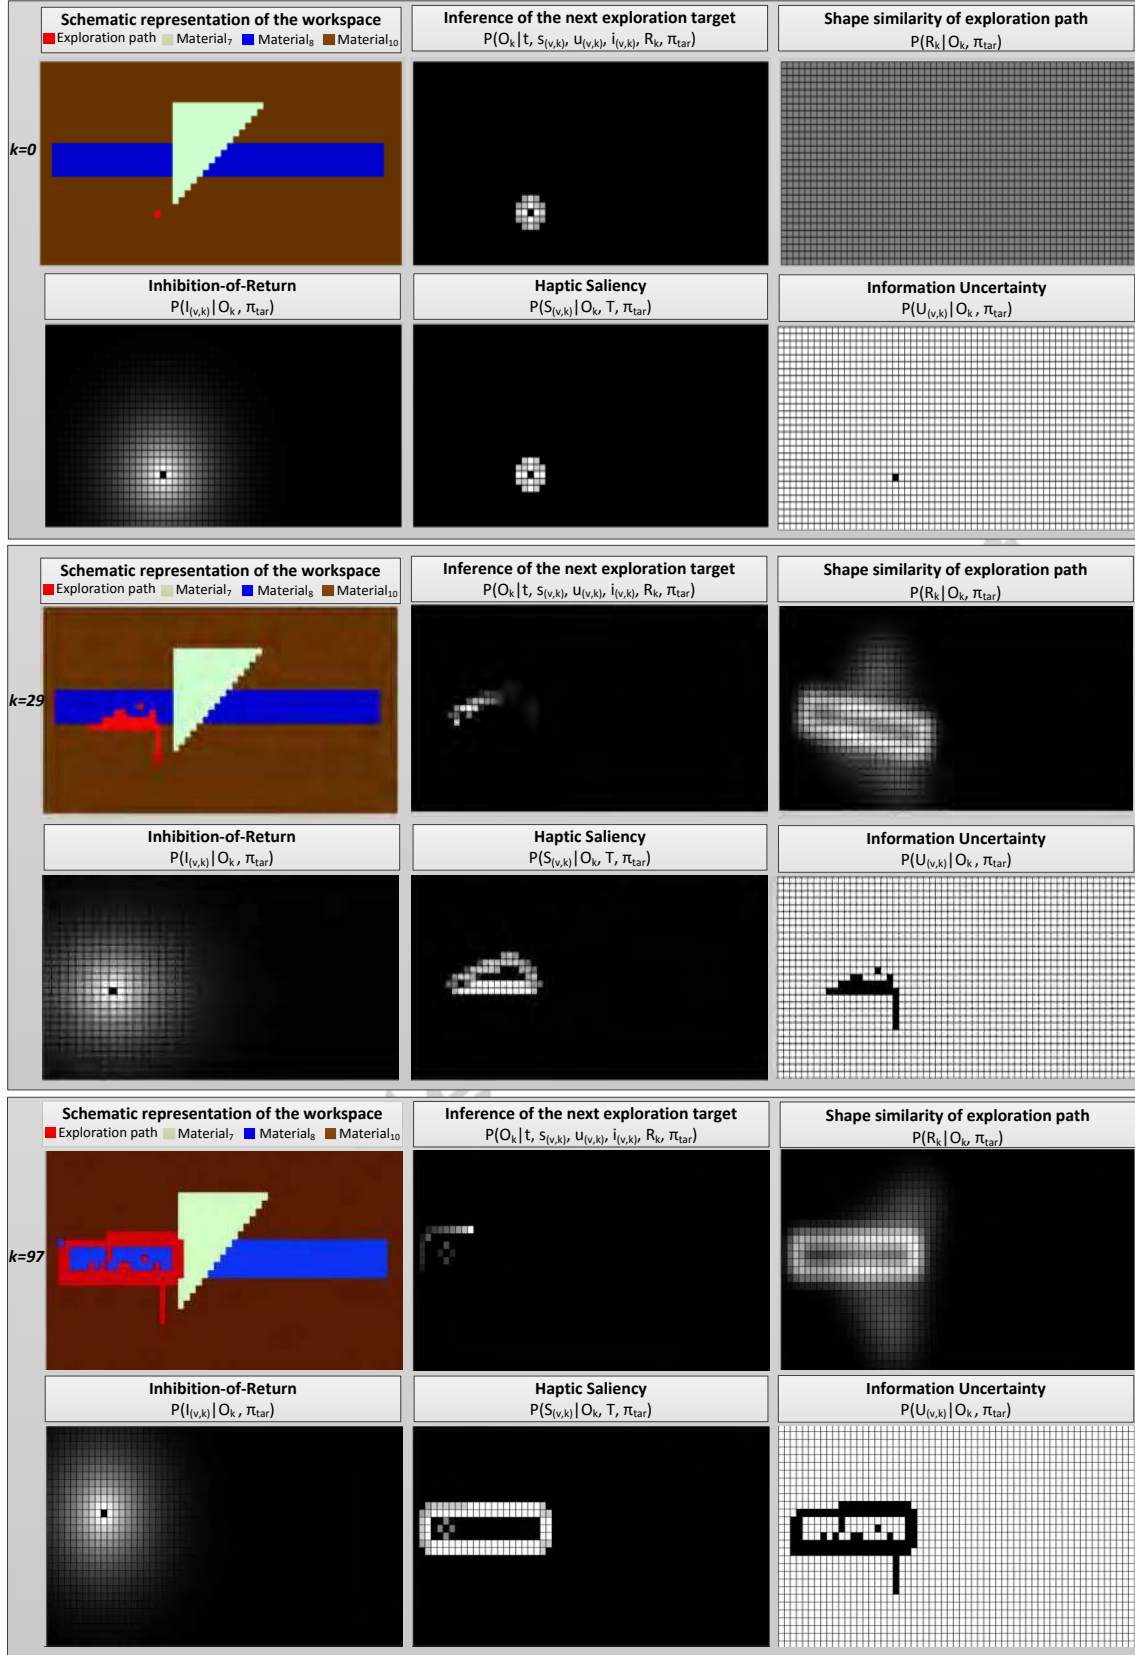 Schematic representation of the workspace
Exploration path Material₇ Material₈ Material₁₀
Inference of the next exploration target
P(Oₖ|t, s₍ᵥ,ₖ₎, u₍ᵥ,ₖ₎, i₍ᵥ,ₖ₎, Rₖ, πₜₐᵣ)
Shape similarity of exploration path
P(Rₖ|Oₖ, πₜₐᵣ)
k=0
Inhibition-of-Return
P(I₍ᵥ,ₖ₎|Oₖ, πₜₐᵣ)
Haptic Saliency
P(S₍ᵥ,ₖ₎|Oₖ, T, πₜₐᵣ)
Information Uncertainty
P(U₍ᵥ,ₖ₎|Oₖ, πₜₐᵣ)
Schematic representation of the workspace
Exploration path Material₇ Material₈ Material₁₀
Inference of the next exploration target
P(Oₖ|t, s₍ᵥ,ₖ₎, u₍ᵥ,ₖ₎, i₍ᵥ,ₖ₎, Rₖ, πₜₐᵣ)
Shape similarity of exploration path
P(Rₖ|Oₖ, πₜₐᵣ)
k=29
Inhibition-of-Return
P(I₍ᵥ,ₖ₎|Oₖ, πₜₐᵣ)
Haptic Saliency
P(S₍ᵥ,ₖ₎|Oₖ, T, πₜₐᵣ)
Information Uncertainty
P(U₍ᵥ,ₖ₎|Oₖ, πₜₐᵣ)
Schematic representation of the workspace
Exploration path Material₇ Material₈ Material₁₀
Inference of the next exploration target
P(Oₖ|t, s₍ᵥ,ₖ₎, u₍ᵥ,ₖ₎, i₍ᵥ,ₖ₎, Rₖ, πₜₐᵣ)
Shape similarity of exploration path
P(Rₖ|Oₖ, πₜₐᵣ)
k=97
Inhibition-of-Return
P(I₍ᵥ,ₖ₎|Oₖ, πₜₐᵣ)
Haptic Saliency
P(S₍ᵥ,ₖ₎|Oₖ, T, πₜₐᵣ)
Information Uncertainty
P(U₍ᵥ,ₖ₎|Oₖ, πₜₐᵣ)